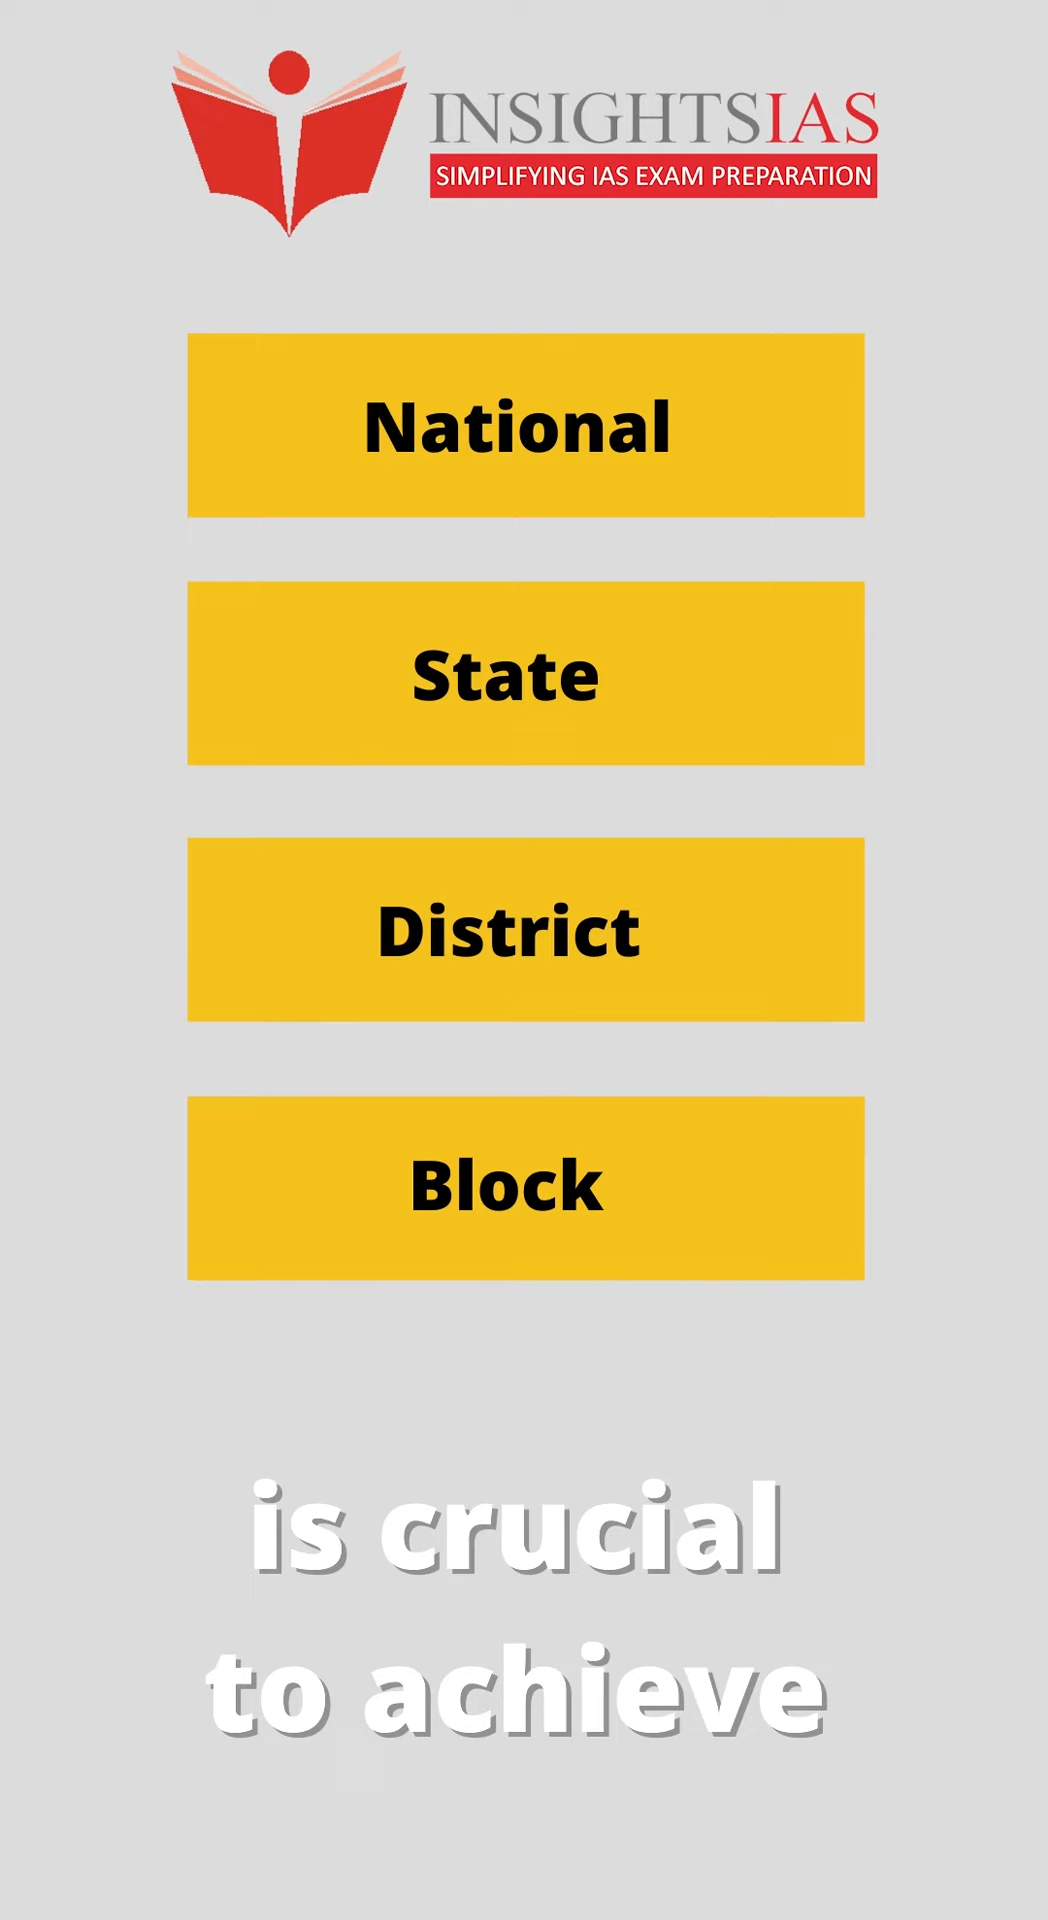 INSIGHTSIAS
SIMPLIFYING IAS EXAM PREPARATION
National
State
District
Block
is crucial
to achieve